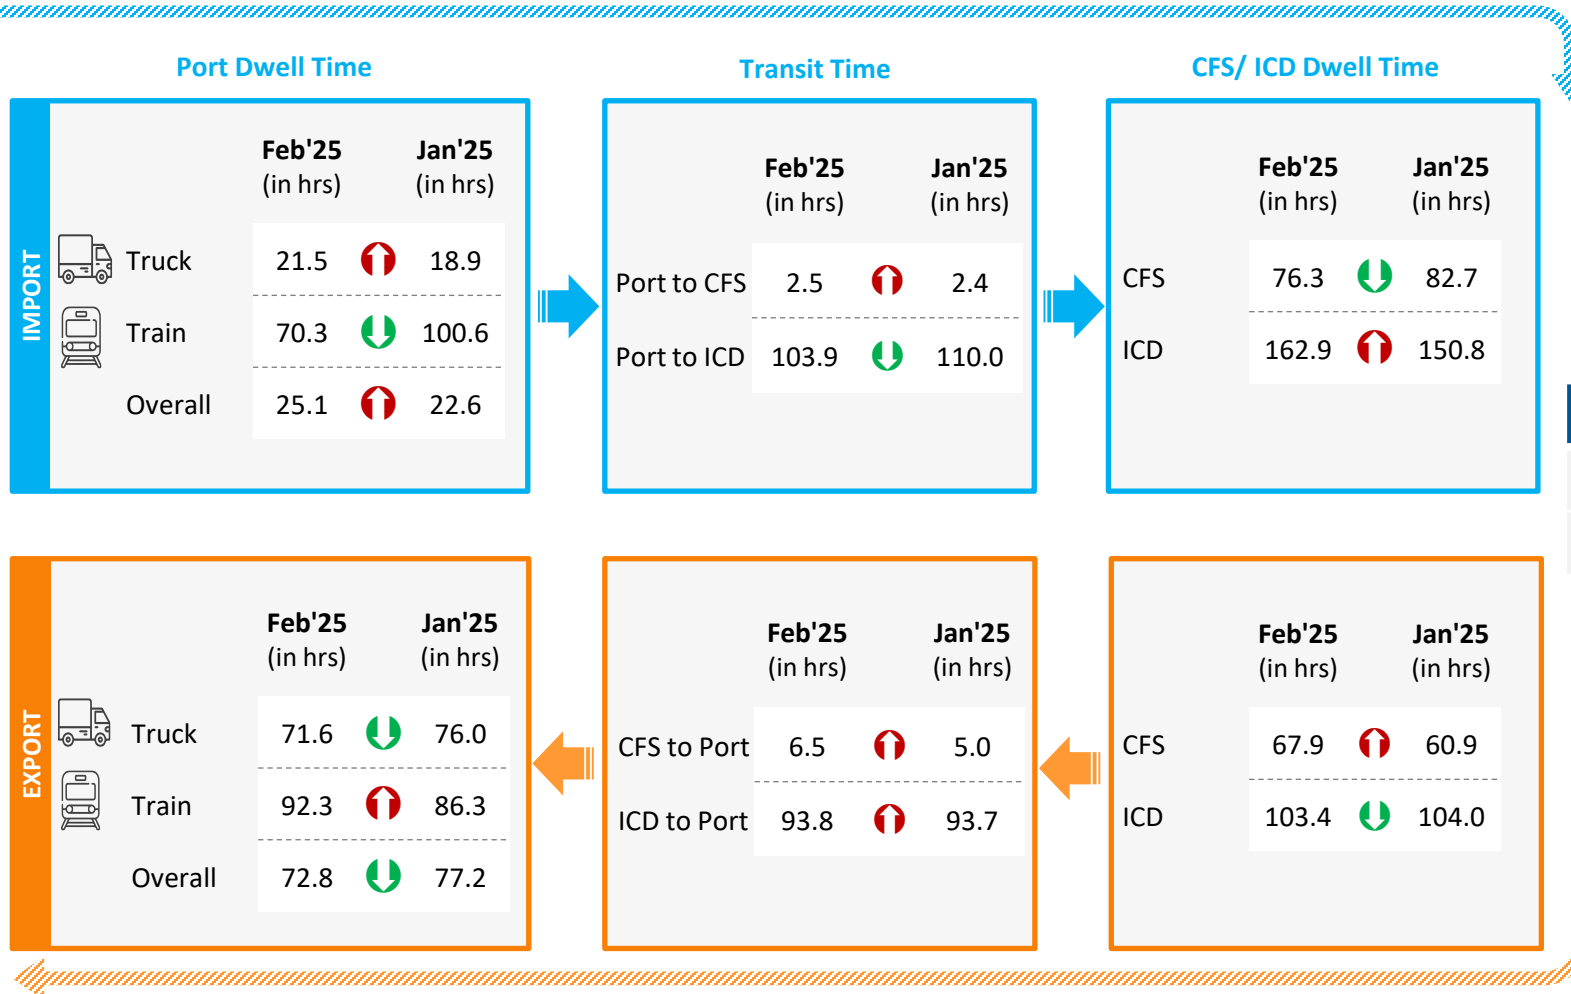 Port Dwell Time
Transit Time
CFS/ ICD Dwell Time
IMPORT
Feb'25 Jan'25
(in hrs) (in hrs)
Truck 21.5 18.9
Train 70.3 100.6
Overall 25.1 22.6
Feb'25 Jan'25
(in hrs) (in hrs)
Port to CFS 2.5 2.4
Port to ICD 103.9 110.0
Feb'25 Jan'25
(in hrs) (in hrs)
CFS 76.3 82.7
ICD 162.9 150.8
EXPORT
Feb'25 Jan'25
(in hrs) (in hrs)
Truck 71.6 76.0
Train 92.3 86.3
Overall 72.8 77.2
Feb'25 Jan'25
(in hrs) (in hrs)
CFS to Port 6.5 5.0
ICD to Port 93.8 93.7
Feb'25 Jan'25
(in hrs) (in hrs)
CFS 67.9 60.9
ICD 103.4 104.0